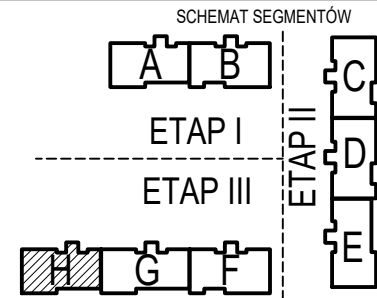 SCHEMAT SEGMENTÓW
A B
C
ETAP I
ETAP II
D
ETAP III
H G F
E